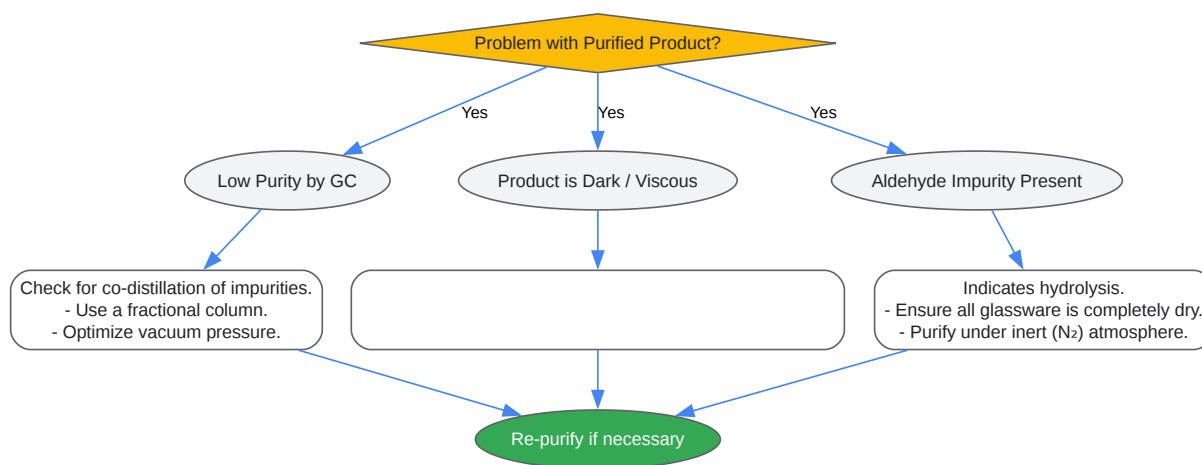 Problem with Purified Product?
Yes
Yes
Yes
Low Purity by GC
Product is Dark / Viscous
Aldehyde Impurity Present
Check for co-distillation of impurities.
- Use a fractional column.
- Optimize vacuum pressure.
Indicates hydrolysis.
- Ensure all glassware is completely dry.
- Purify under inert (N₂) atmosphere.
Re-purify if necessary